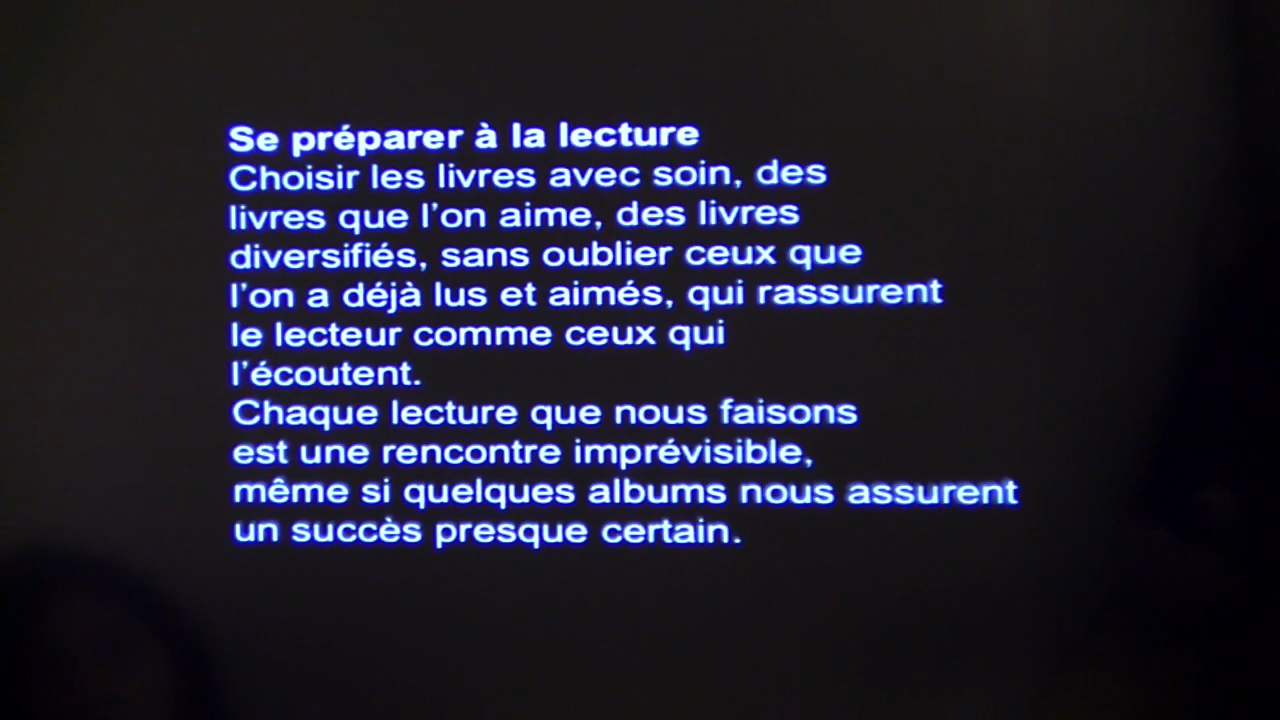 Se préparer à la lecture
Choisir les livres avec soin, des
livres que l’on aime, des livres
diversifiés, sans oublier ceux que
l’on a déjà lus et aimés, qui rassurent
le lecteur comme ceux qui
l’écoutent.
Chaque lecture que nous faisons
est une rencontre imprévisible,
même si quelques albums nous assurent
un succès presque certain.